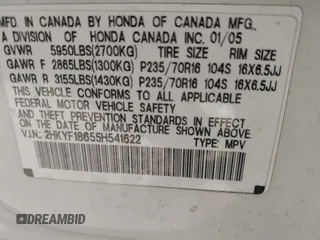 MFD. IN CANADA BY HONDA OF CANADA MFG.,
A DIVISION OF HONDA CANADA INC. 01/05
GVWR 5950LBS(2700KG) TIRE SIZE RIM SIZE
GAWR F 2865LBS(1300KG) P235/70R16 104S 16X6.5JJ
GAWR R 3155LBS(1430KG) P235/70R16 104S 16X6.5JJ
THIS VEHICLE CONFORMS TO ALL APPLICABLE
FEDERAL MOTOR VEHICLE SAFETY AND
THEFT PREVENTION STANDARDS IN EFFECT
ON THE DATE OF MANUFACTURE SHOWN ABOVE.
V.I.N: 2HKYF18655H541622 TYPE: MPV
DREAMBID